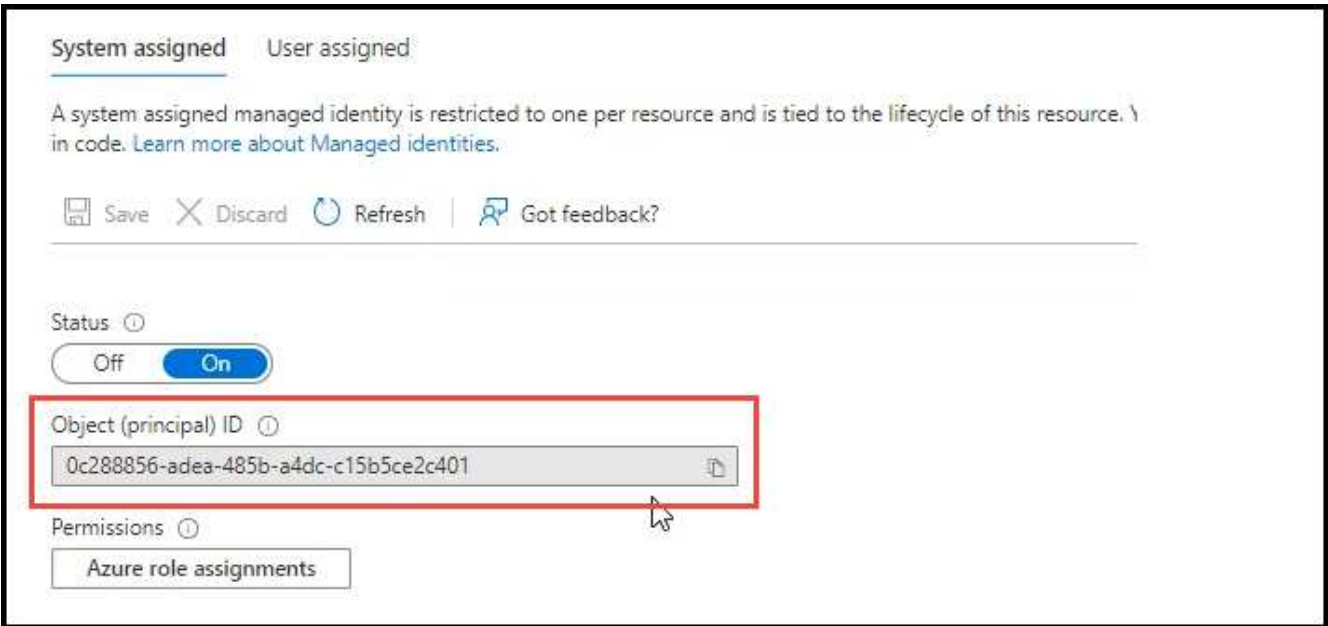 System assigned User assigned
A system assigned managed identity is restricted to one per resource and is tied to the lifecycle of this resource.
in code. Learn more about Managed identities.
Save Discard Refresh Got feedback?
Status
Off On
Object (principal) ID
0c288856-adea-485b-a4dc-c15b5ce2c401
Permissions
Azure role assignments